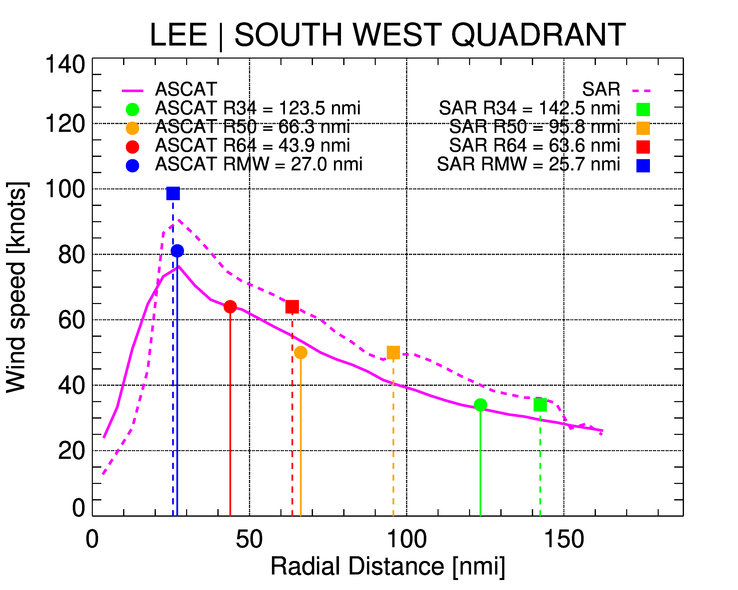 LEE | SOUTH WEST QUADRANT
140
120
100
80
60
40
20
0
Wind speed [knots]
ASCAT
ASCAT R34 = 123.5 nmi
ASCAT R50 = 66.3 nmi
ASCAT R64 = 43.9 nmi
ASCAT RMW = 27.0 nmi
SAR
SAR R34 = 142.5 nmi
SAR R50 = 95.8 nmi
SAR R64 = 63.6 nmi
SAR RMW = 25.7 nmi
0 50 100 150
Radial Distance [nmi]